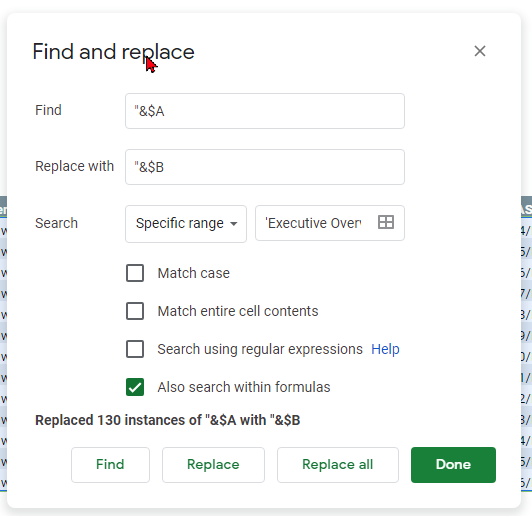 Find and replace
Find
"&$A
Replace with
"&$B
Search
Specific range
'Executive Over
Match case
Match entire cell contents
Search using regular expressions Help
Also search within formulas
Replaced 130 instances of "&$A with "&$B
Find
Replace
Replace all
Done